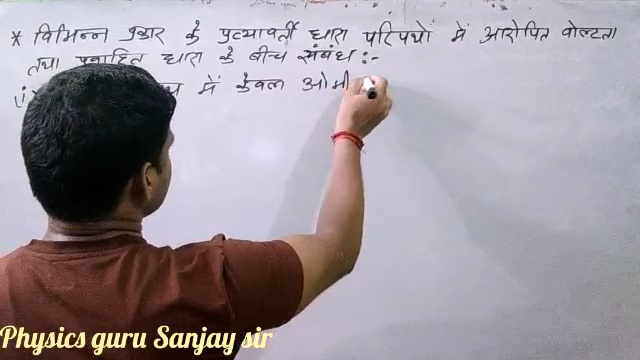 * विभिन्न प्रकार के प्रत्यावर्ती धारा परिपथों में आरोपित वोल्टता
तथा प्रवाहित धारा के बीच संबंध :-
में केवल ओमी
Physics guru Sanjay sir